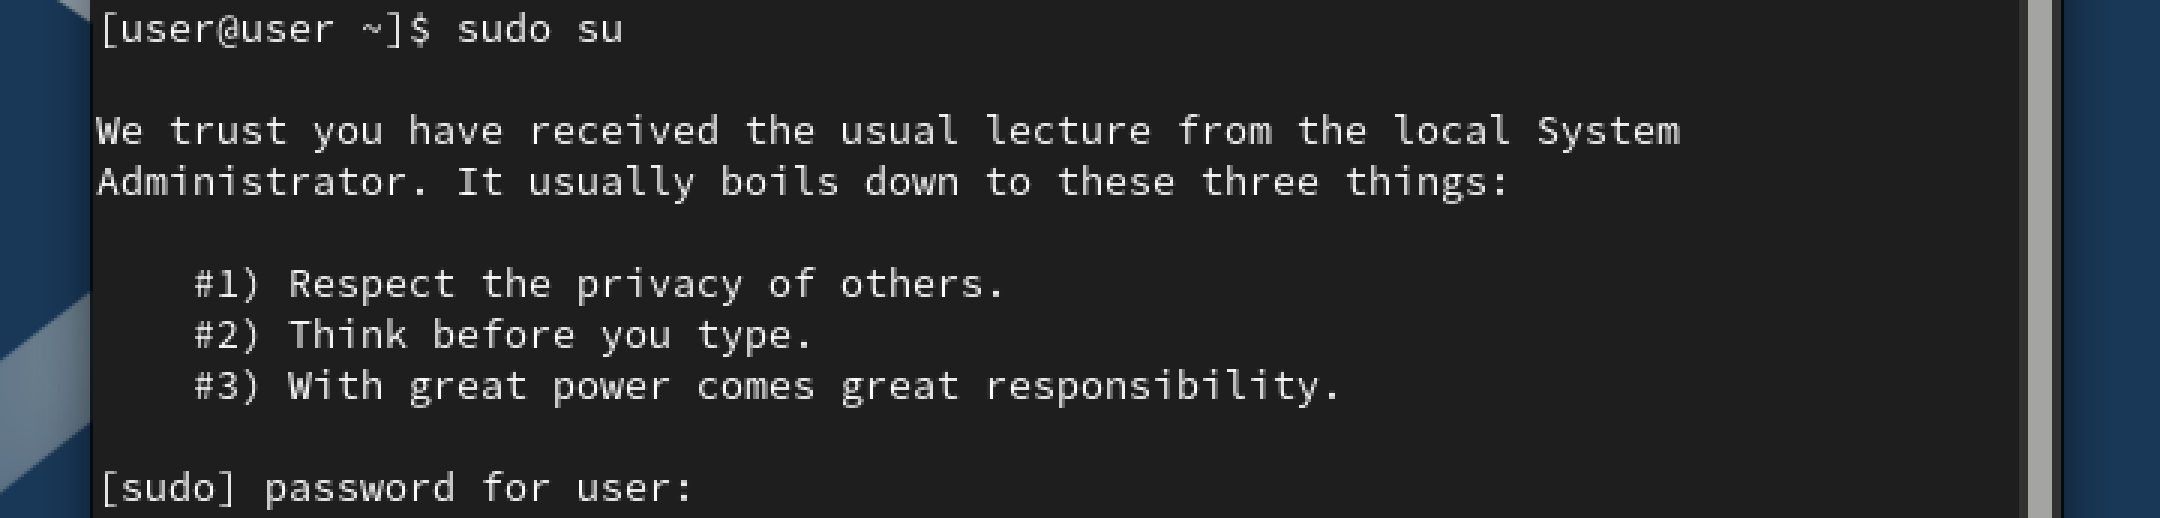 [user@user ~]$ sudo su
We trust you have received the usual lecture from the local System
Administrator. It usually boils down to these three things:
#1) Respect the privacy of others.
#2) Think before you type.
#3) With great power comes great responsibility.
[sudo] password for user: